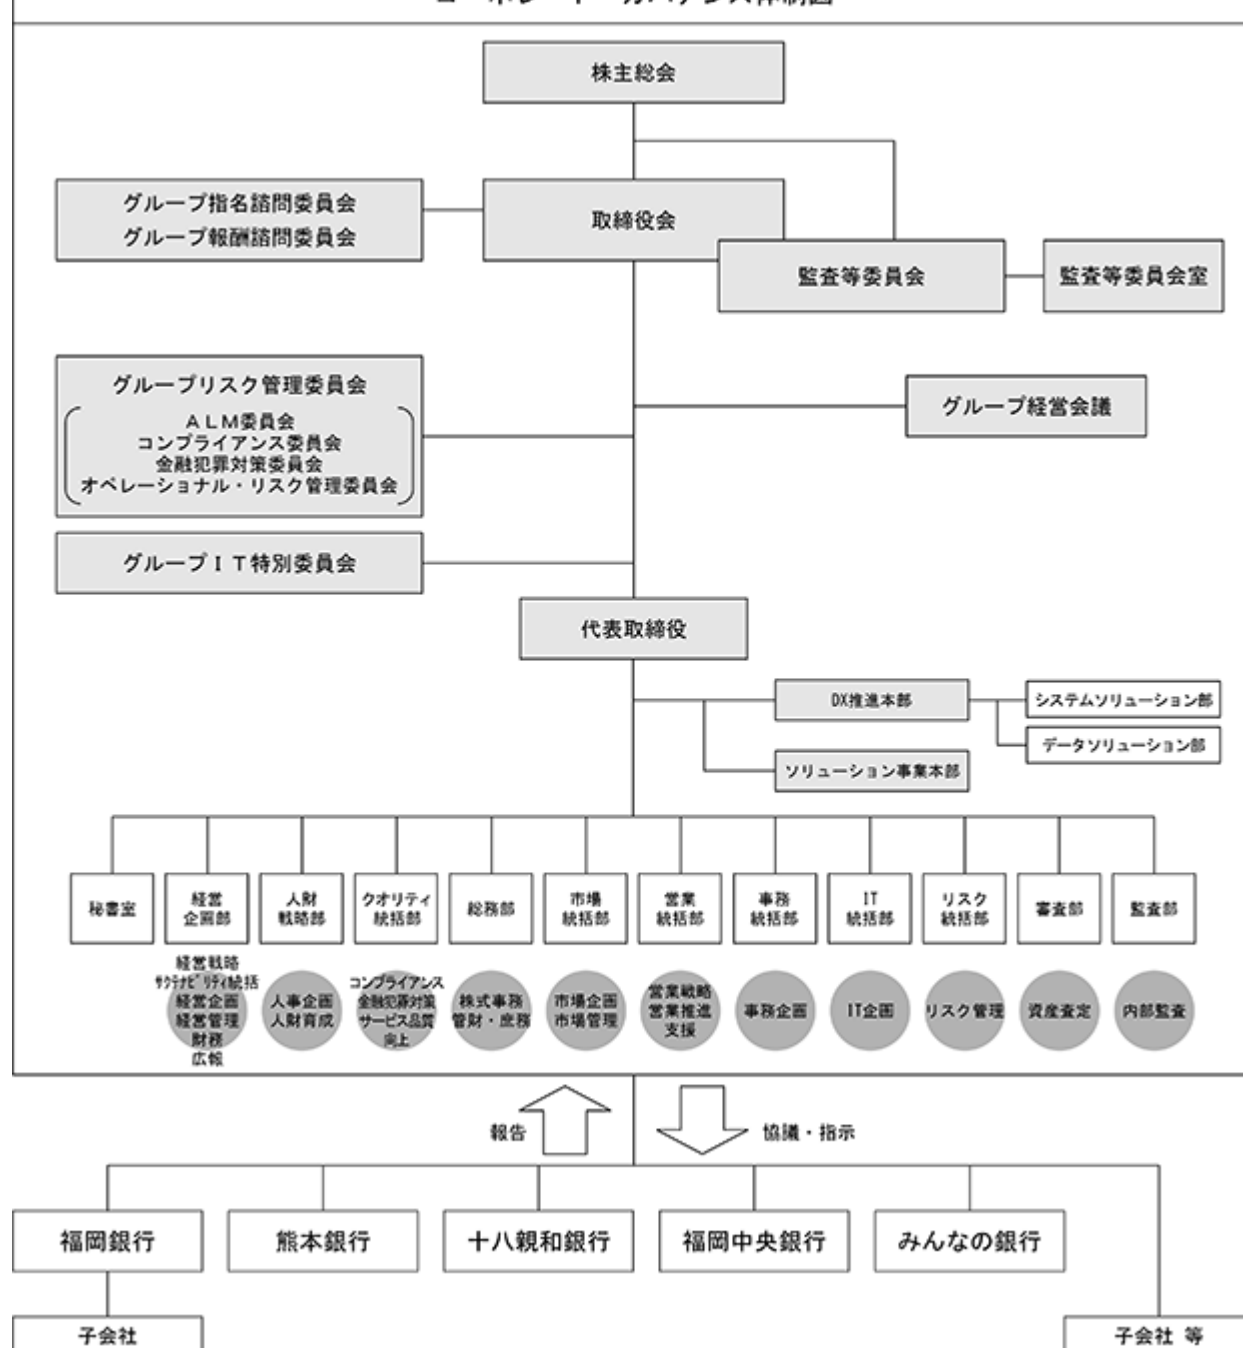 コーポレート・ガバナンス体制図
株主総会
グループ指名諮問委員会
グループ報酬諮問委員会
取締役会
監査等委員会
監査等委員会室
グループリスク管理委員会
ＡＬＭ委員会
コンプライアンス委員会
金融犯罪対策委員会
オペレーショナル・リスク管理委員会
グループ経営会議
グループＩＴ特別委員会
代表取締役
DX推進本部
システムソリューション部
データソリューション部
ソリューション事業本部
秘書室
経営
企画部
人財
戦略部
クオリティ
統括部
総務部
市場
統括部
営業
統括部
事務
統括部
IT
統括部
リスク
統括部
審査部
監査部
経営戦略
ｻｸﾃﾅﾋﾞﾘﾃｨ統括
経営企画
経営管理
財務
広報
人事企画
人財育成
コンプライアンス
金融犯罪対策
サービス品質
向上
株式事務
管財・庶務
市場企画
市場管理
営業戦略
営業推進
支援
事務企画
IT企画
リスク管理
資産査定
内部監査
報告
協議・指示
福岡銀行
熊本銀行
十八親和銀行
福岡中央銀行
みんなの銀行
子会社
子会社 等